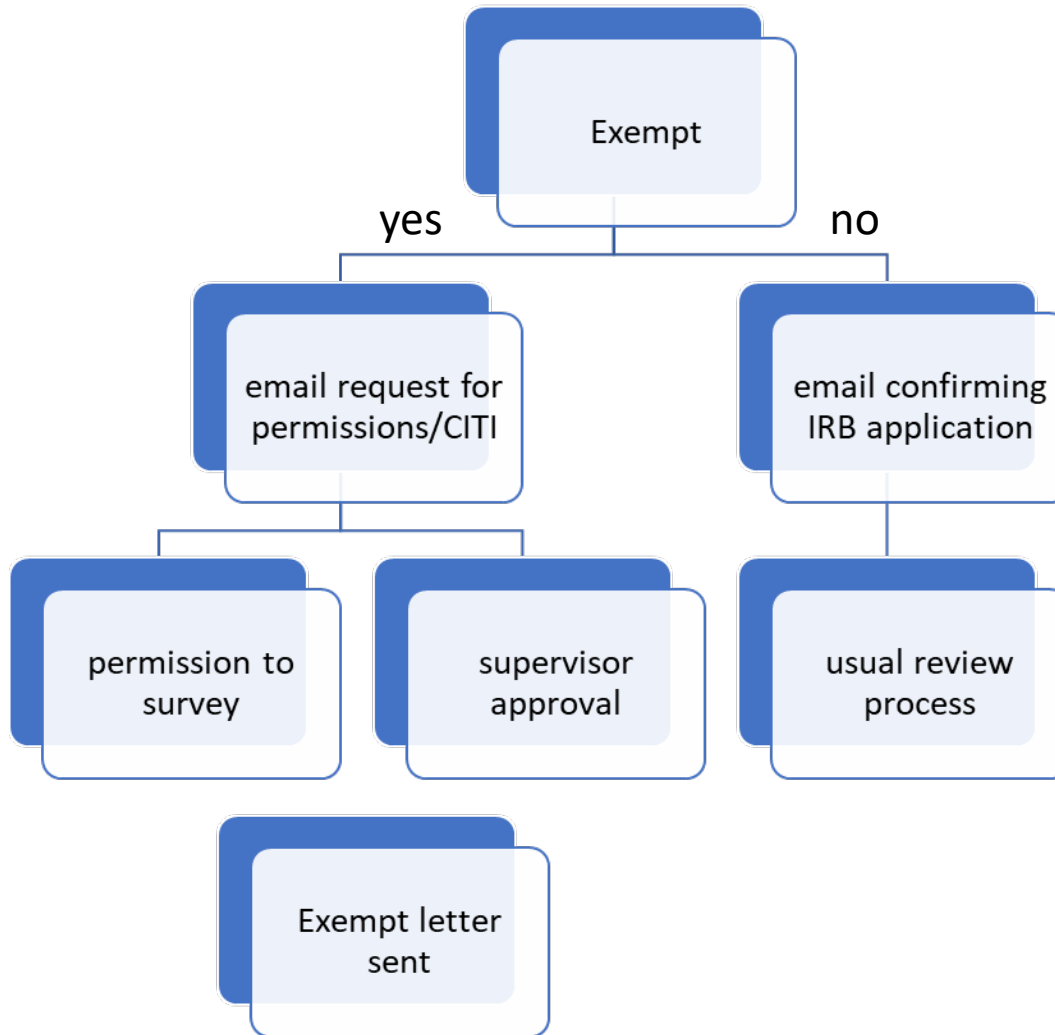 Exempt
yes
no
email request for
permissions/CITI
email confirming
IRB application
permission to
survey
supervisor
approval
usual review
process
Exempt letter
sent